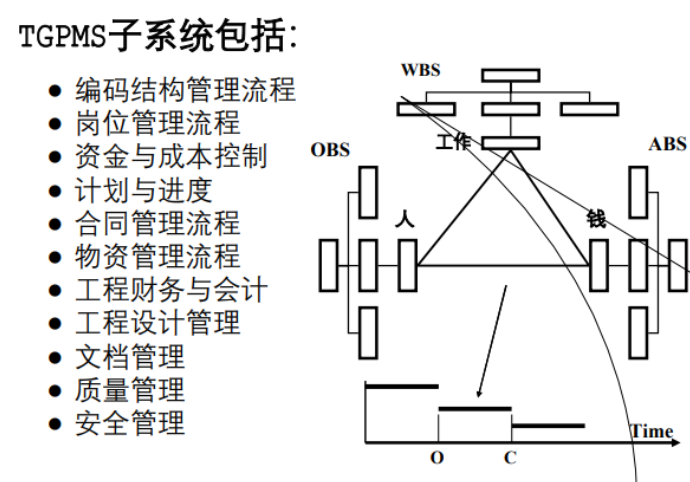 TGPMS子系统包括：
● 编码结构管理流程
● 岗位管理流程
● 资金与成本控制
● 计划与进度
● 合同管理流程
● 物资管理流程
● 工程财务与会计
● 工程设计管理
● 文档管理
● 质量管理
● 安全管理
WBS
工作
OBS
ABS
人
钱
Time
O
C